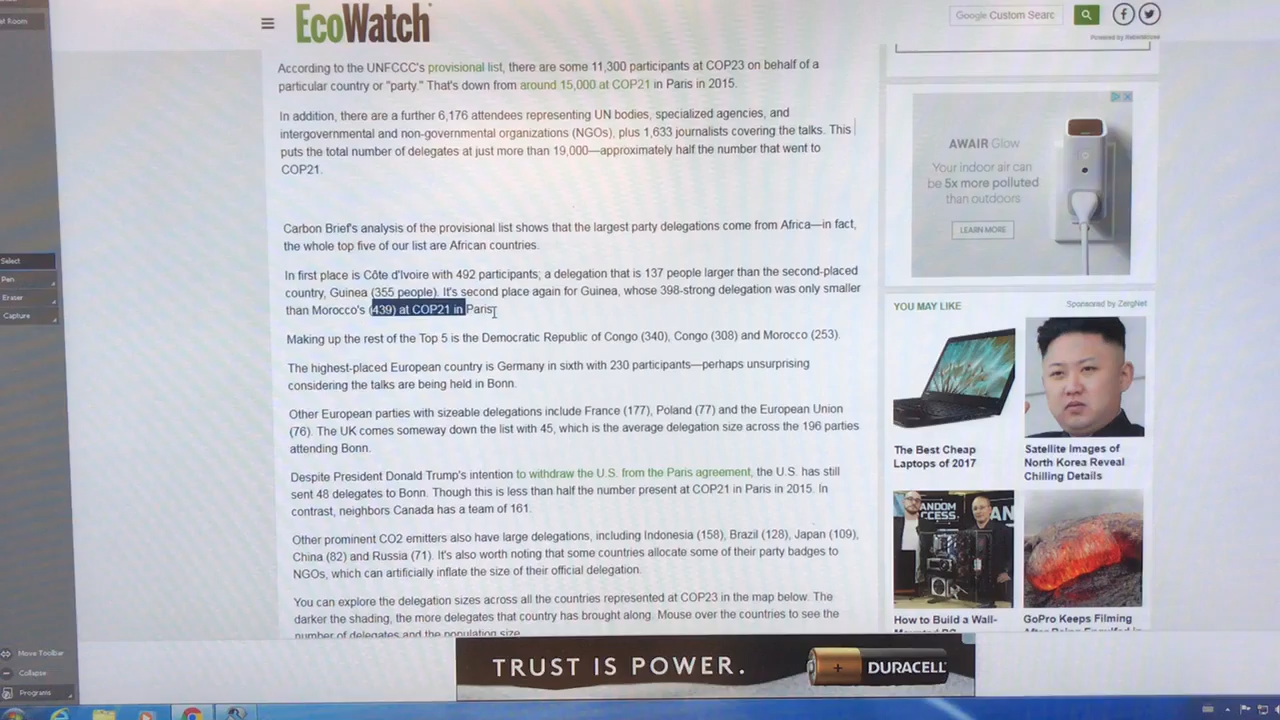 st Room
EcoWatch
Google Custom Searc
Powered by RebelMouse
According to the UNFCCC's provisional list, there are some 11,300 participants at COP23 on behalf of a
particular country or "party." That's down from around 15,000 at COP21 in Paris in 2015.
In addition, there are a further 6,176 attendees representing UN bodies, specialized agencies, and
intergovernmental and non-governmental organizations (NGOs), plus 1,633 journalists covering the talks. This
puts the total number of delegates at just more than 19,000—approximately half the number that went to
COP21.
Carbon Brief's analysis of the provisional list shows that the largest party delegations come from Africa—in fact,
the whole top five of our list are African countries.
In first place is Côte d'Ivoire with 492 participants; a delegation that is 137 people larger than the second-placed
country, Guinea (355 people). It's second place again for Guinea, whose 398-strong delegation was only smaller
than Morocco's (439) at COP21 in Paris.
Making up the rest of the Top 5 is the Democratic Republic of Congo (340), Congo (308) and Morocco (253).
The highest-placed European country is Germany in sixth with 230 participants—perhaps unsurprising
considering the talks are being held in Bonn.
Other European parties with sizeable delegations include France (177), Poland (77) and the European Union
(76). The UK comes someway down the list with 45, which is the average delegation size across the 196 parties
attending Bonn.
Despite President Donald Trump's intention to withdraw the U.S. from the Paris agreement, the U.S. has still
sent 48 delegates to Bonn. Though this is less than half the number present at COP21 in Paris in 2015. In
contrast, neighbors Canada has a team of 161.
Other prominent CO2 emitters also have large delegations, including Indonesia (158), Brazil (128), Japan (109),
China (82) and Russia (71). It's also worth noting that some countries allocate some of their party badges to
NGOs, which can artificially inflate the size of their official delegation.
You can explore the delegation sizes across all the countries represented at COP23 in the map below. The
darker the shading, the more delegates that country has brought along. Mouse over the countries to see the
number of delegates and the population size
AWAIR Glow
Your indoor air can
be 5x more polluted
than outdoors
LEARN MORE
YOU MAY LIKE
Sponsored by ZergNet
The Best Cheap
Laptops of 2017
Satellite Images of
North Korea Reveal
Chilling Details
How to Build a Wall-
GoPro Keeps Filming
Select
Pen
Eraser
Capture
Move Toolbar
Collapse
Programs
TRUST IS POWER.
DURACELL